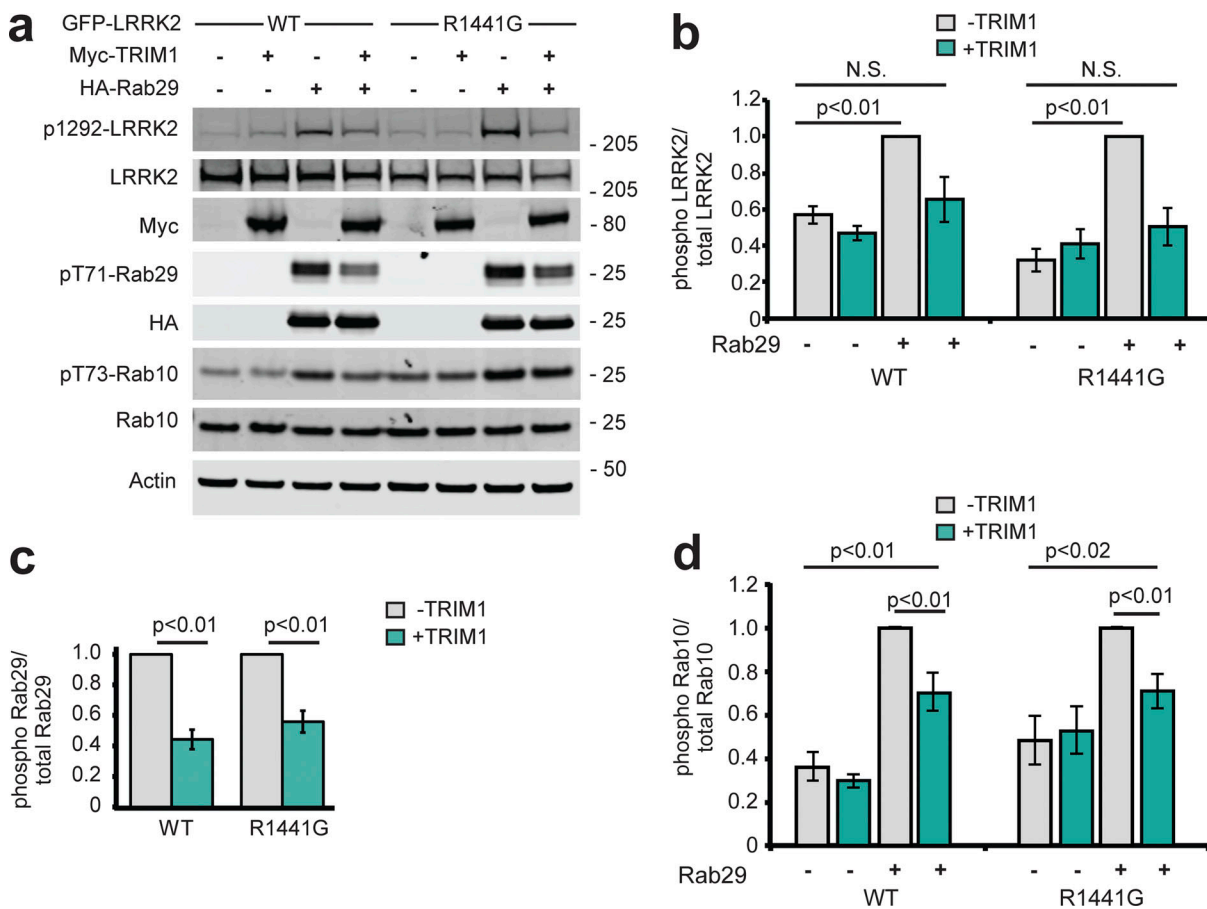 a
GFP-LRRK2 WT R1441G
Myc-TRIM1 - + - + - + - +
HA-Rab29 - - + + - - + +
p1292-LRRK2 - 205
LRRK2 - 205
Myc - 80
pT71-Rab29 - 25
HA - 25
pT73-Rab10 - 25
Rab10 - 25
- 50
Actin
b
-TRIM1
+TRIM1
N.S. N.S.
p<0.01 p<0.01
phospho LRRK2/
total LRRK2
1.2
1.0
0.8
0.6
0.4
0.2
0
Rab29 - - + + - - + +
WT R1441G
c
-TRIM1
+TRIM1
p<0.01 p<0.01
phospho Rab29/
total Rab29
1.0
0.8
0.6
0.4
0.2
0
WT R1441G
d
-TRIM1
+TRIM1
p<0.01 p<0.02
p<0.01 p<0.01
phospho Rab10/
total Rab10
1.2
1.0
0.8
0.6
0.4
0.2
0
Rab29 - - + + - - + +
WT R1441G